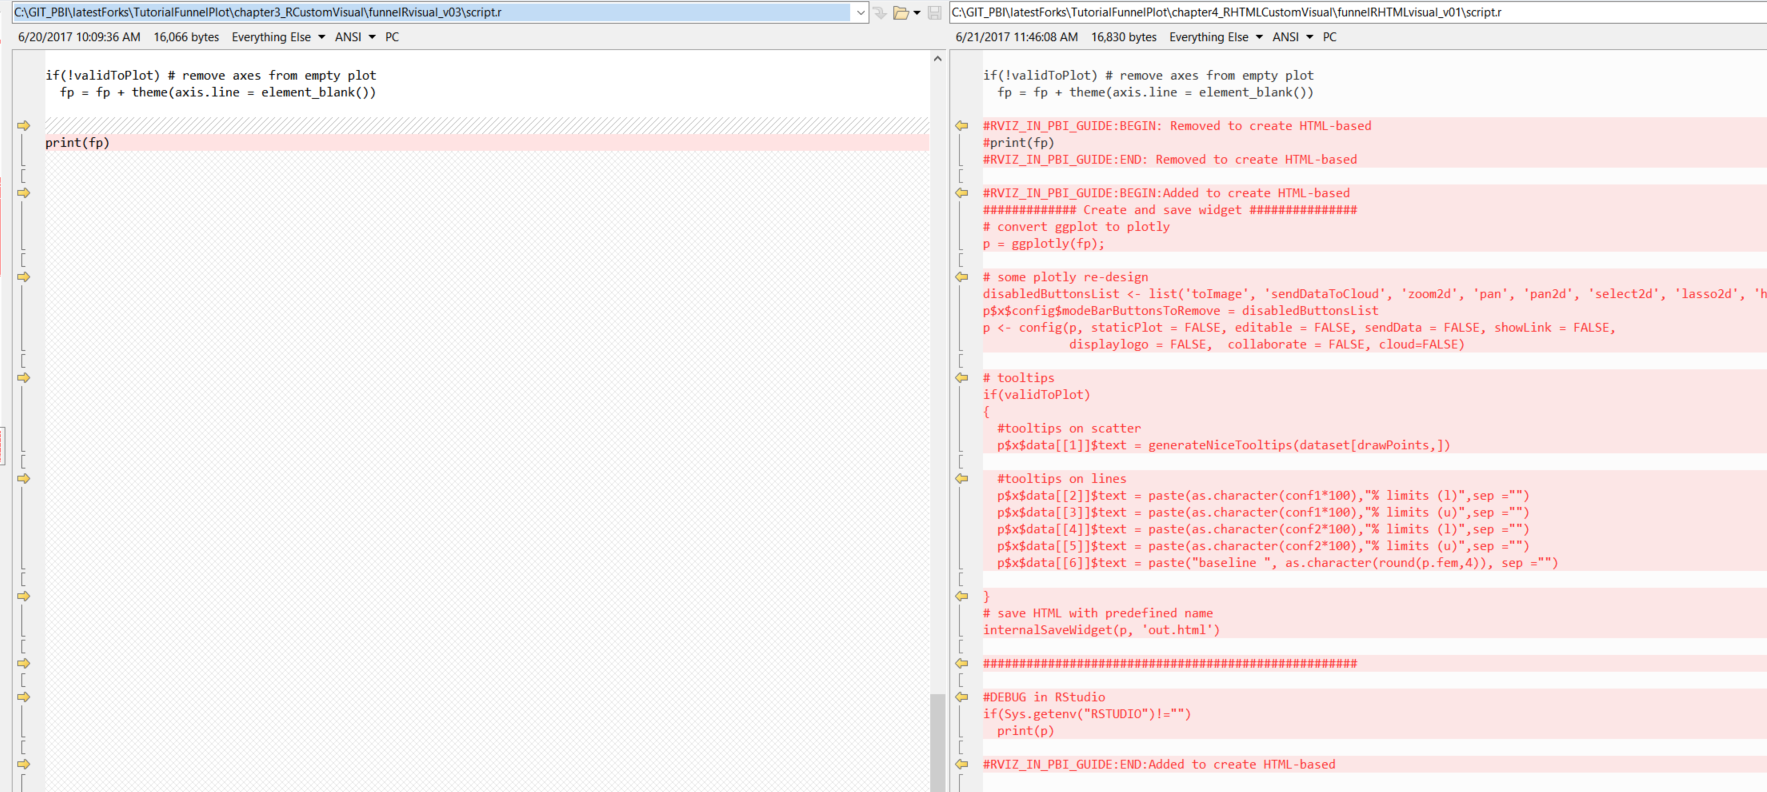 C:\GIT_PBI\latestForks\TutorialFunnelPlot\chapter3_RCustomVisual\funnelRvisual_v03\script.r
6/20/2017 10:09:36 AM 16,066 bytes Everything Else ANSI PC
if(!validToPlot) # remove axes from empty plot
fp = fp + theme(axis.line = element_blank())
print(fp)
C:\GIT_PBI\latestForks\TutorialFunnelPlot\chapter4_RHTMLCustomVisual\funnelRHTMLvisual_v01\script.r
6/21/2017 11:46:08 AM 16,830 bytes Everything Else ANSI PC
if(!validToPlot) # remove axes from empty plot
fp = fp + theme(axis.line = element_blank())
#RVIZ_IN_PBI_GUIDE:BEGIN: Removed to create HTML-based
#print(fp)
#RVIZ_IN_PBI_GUIDE:END: Removed to create HTML-based
#RVIZ_IN_PBI_GUIDE:BEGIN:Added to create HTML-based
############# Create and save widget ###############
# convert ggplot to plotly
p = ggplotly(fp);
# some plotly re-design
disabledButtonsList <- list('toImage', 'sendDataToCloud', 'zoom2d', 'pan', 'pan2d', 'select2d', 'lasso2d', 'h
p$x$config$modeBarButtonsToRemove = disabledButtonsList
p <- config(p, staticPlot = FALSE, editable = FALSE, sendData = FALSE, showLink = FALSE,
displaylogo = FALSE,  collaborate = FALSE, cloud=FALSE)
# tooltips
if(validToPlot)
{
#tooltips on scatter
p$x$data[[1]]$text = generateNiceTooltips(dataset[drawPoints,])
#tooltips on lines
p$x$data[[2]]$text = paste(as.character(conf1*100),"% limits (l)",sep ="")
p$x$data[[3]]$text = paste(as.character(conf1*100),"% limits (u)",sep ="")
p$x$data[[4]]$text = paste(as.character(conf2*100),"% limits (l)",sep ="")
p$x$data[[5]]$text = paste(as.character(conf2*100),"% limits (u)",sep ="")
p$x$data[[6]]$text = paste("baseline ", as.character(round(p.fem,4)), sep ="")
}
# save HTML with predefined name
internalSaveWidget(p, 'out.html')
####################################################
#DEBUG in RStudio
if(Sys.getenv("RSTUDIO")!="")
print(p)
#RVIZ_IN_PBI_GUIDE:END:Added to create HTML-based